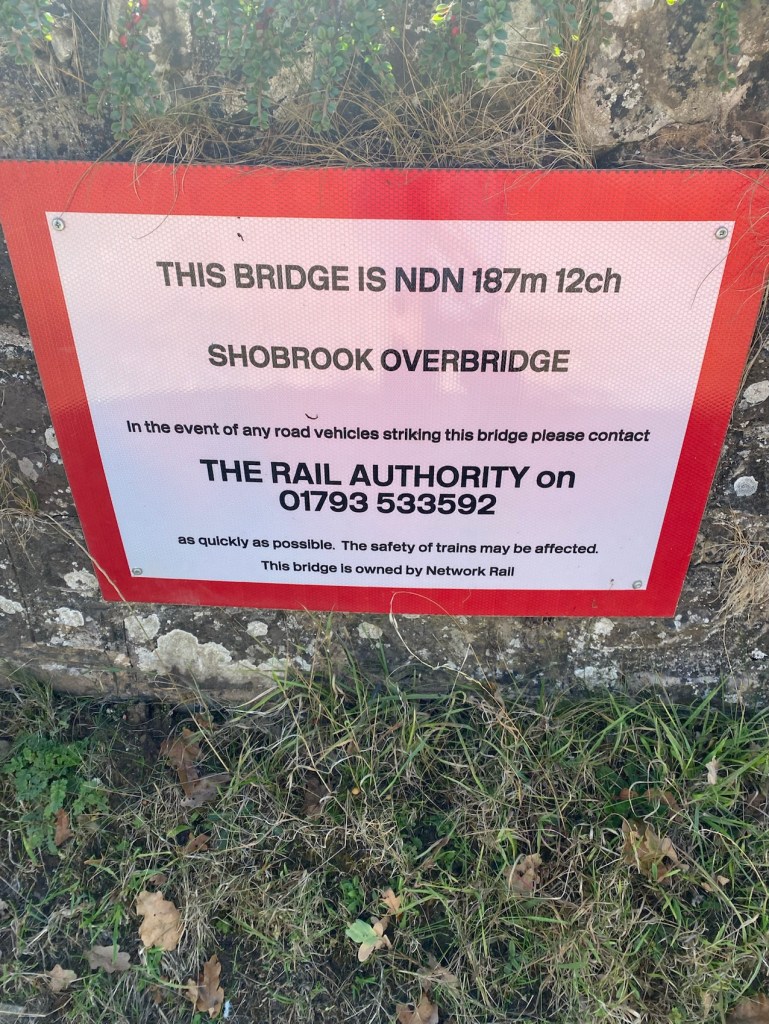 THIS BRIDGE IS NDN 187m 12ch
SHOBROOK OVERBRIDGE
In the event of any road vehicles striking this bridge please contact
THE RAIL AUTHORITY on
01793 533592
as quickly as possible. The safety of trains may be affected.
This bridge is owned by Network Rail